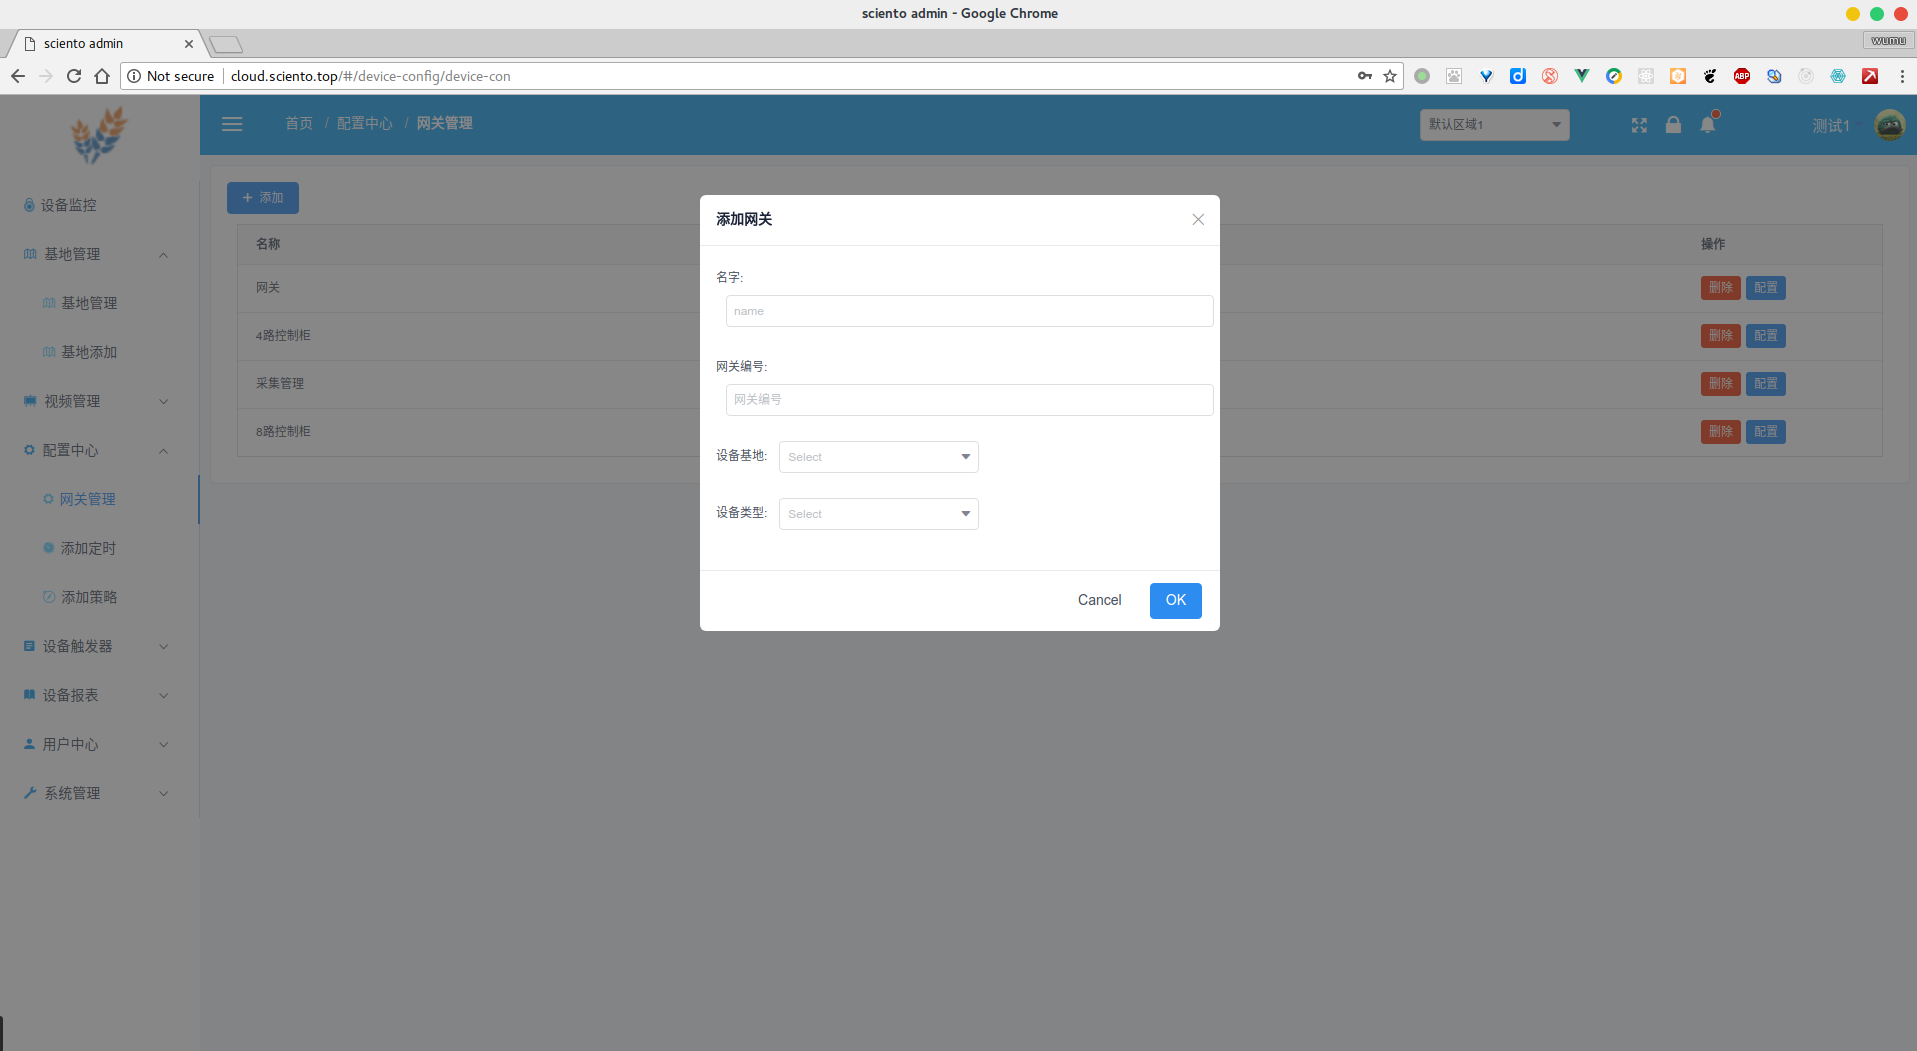 sciento admin - Google Chrome
sciento admin
wumu
Not secure
cloud.sciento.top/#/device-config/device-con
ABP
首页 / 配置中心 / 网关管理
默认区域1
测试1
设备监控
基地管理
基地管理
基地添加
视频管理
配置中心
网关管理
添加定时
添加策略
设备触发器
设备报表
用户中心
系统管理
+ 添加
名称
操作
网关
删除 配置
4路控制柜
删除 配置
采集管理
删除 配置
8路控制柜
删除 配置
添加网关
名字:
name
网关编号:
网关编号
设备基地:
Select
设备类型:
Select
Cancel
OK